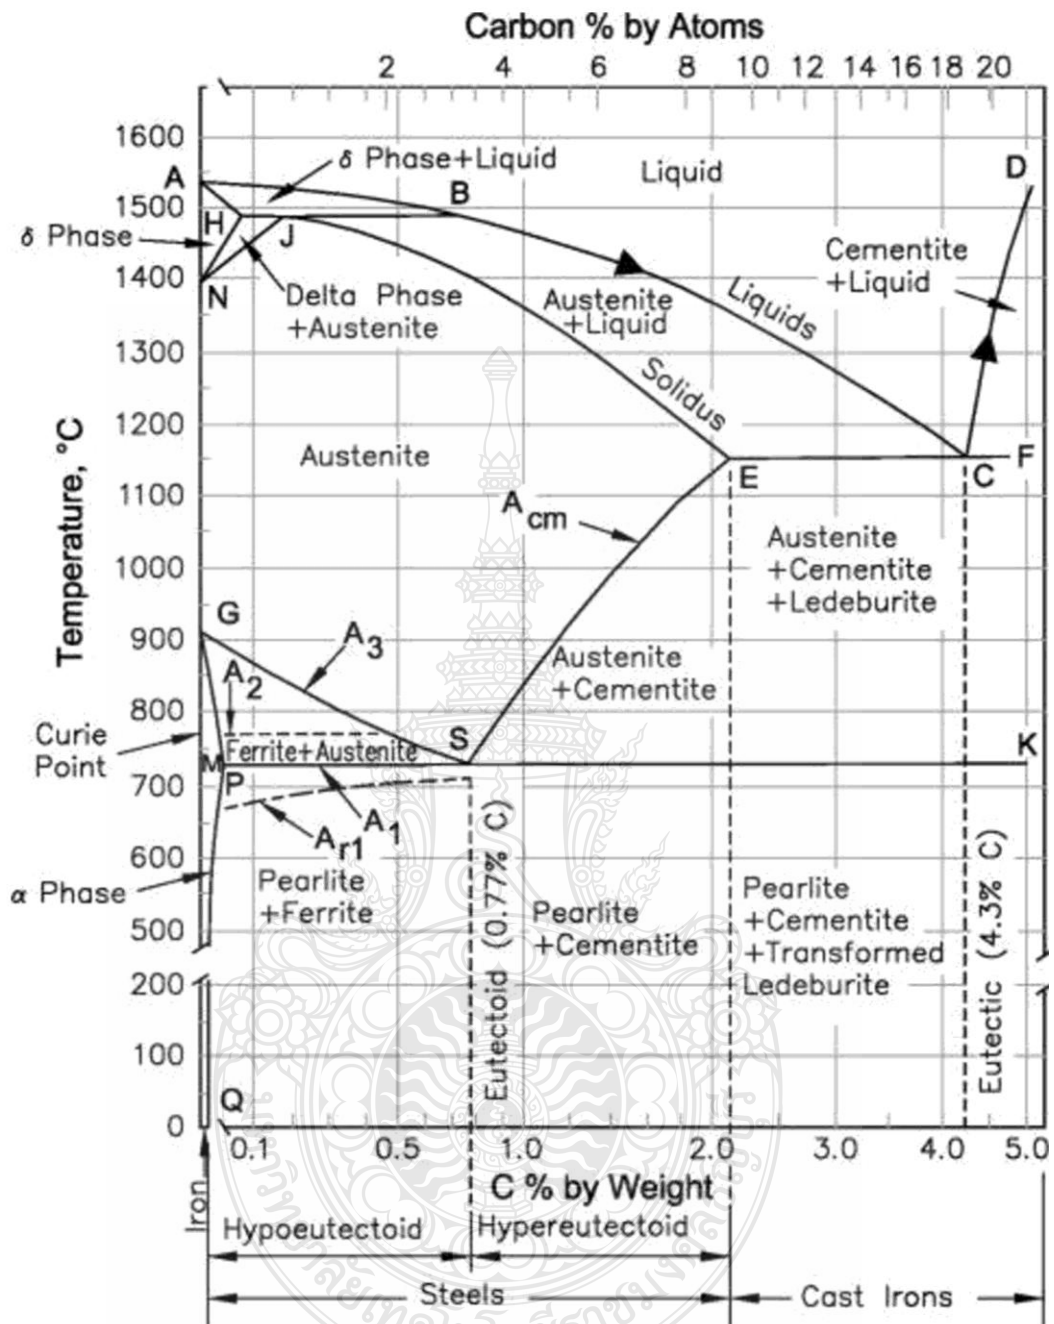 Carbon % by Atoms
2 4 6 8 10 12 14 16 18 20
1600
1500
1400
1300
1200
1100
1000
900
800
700
600
500
200
100
0
Temperature, °C
A
δ Phase+Liquid
B
Liquid
D
H
J
δ Phase
N
Delta Phase
+Austenite
Austenite
+Liquid
Liquids
Cementite
+Liquid
Solidus
Austenite
E
C
F
A cm
Austenite
+Cementite
+Ledeburite
G
A3
A2
Austenite
+Cementite
Curie
Point
Ferrite+Austenite
S
K
M
P
Ar1
A1
α Phase
Pearlite
+Ferrite
Pearlite
+Cementite
Eutectoid (0.77% C)
Pearlite
+Cementite
+Transformed
Ledeburite
Eutectic (4.3% C)
Q
0.1 0.5 1.0 2.0 3.0 4.0 5.0
C % by Weight
Iron
Hypoeutectoid
Hypereutectoid
Steels
Cast Irons